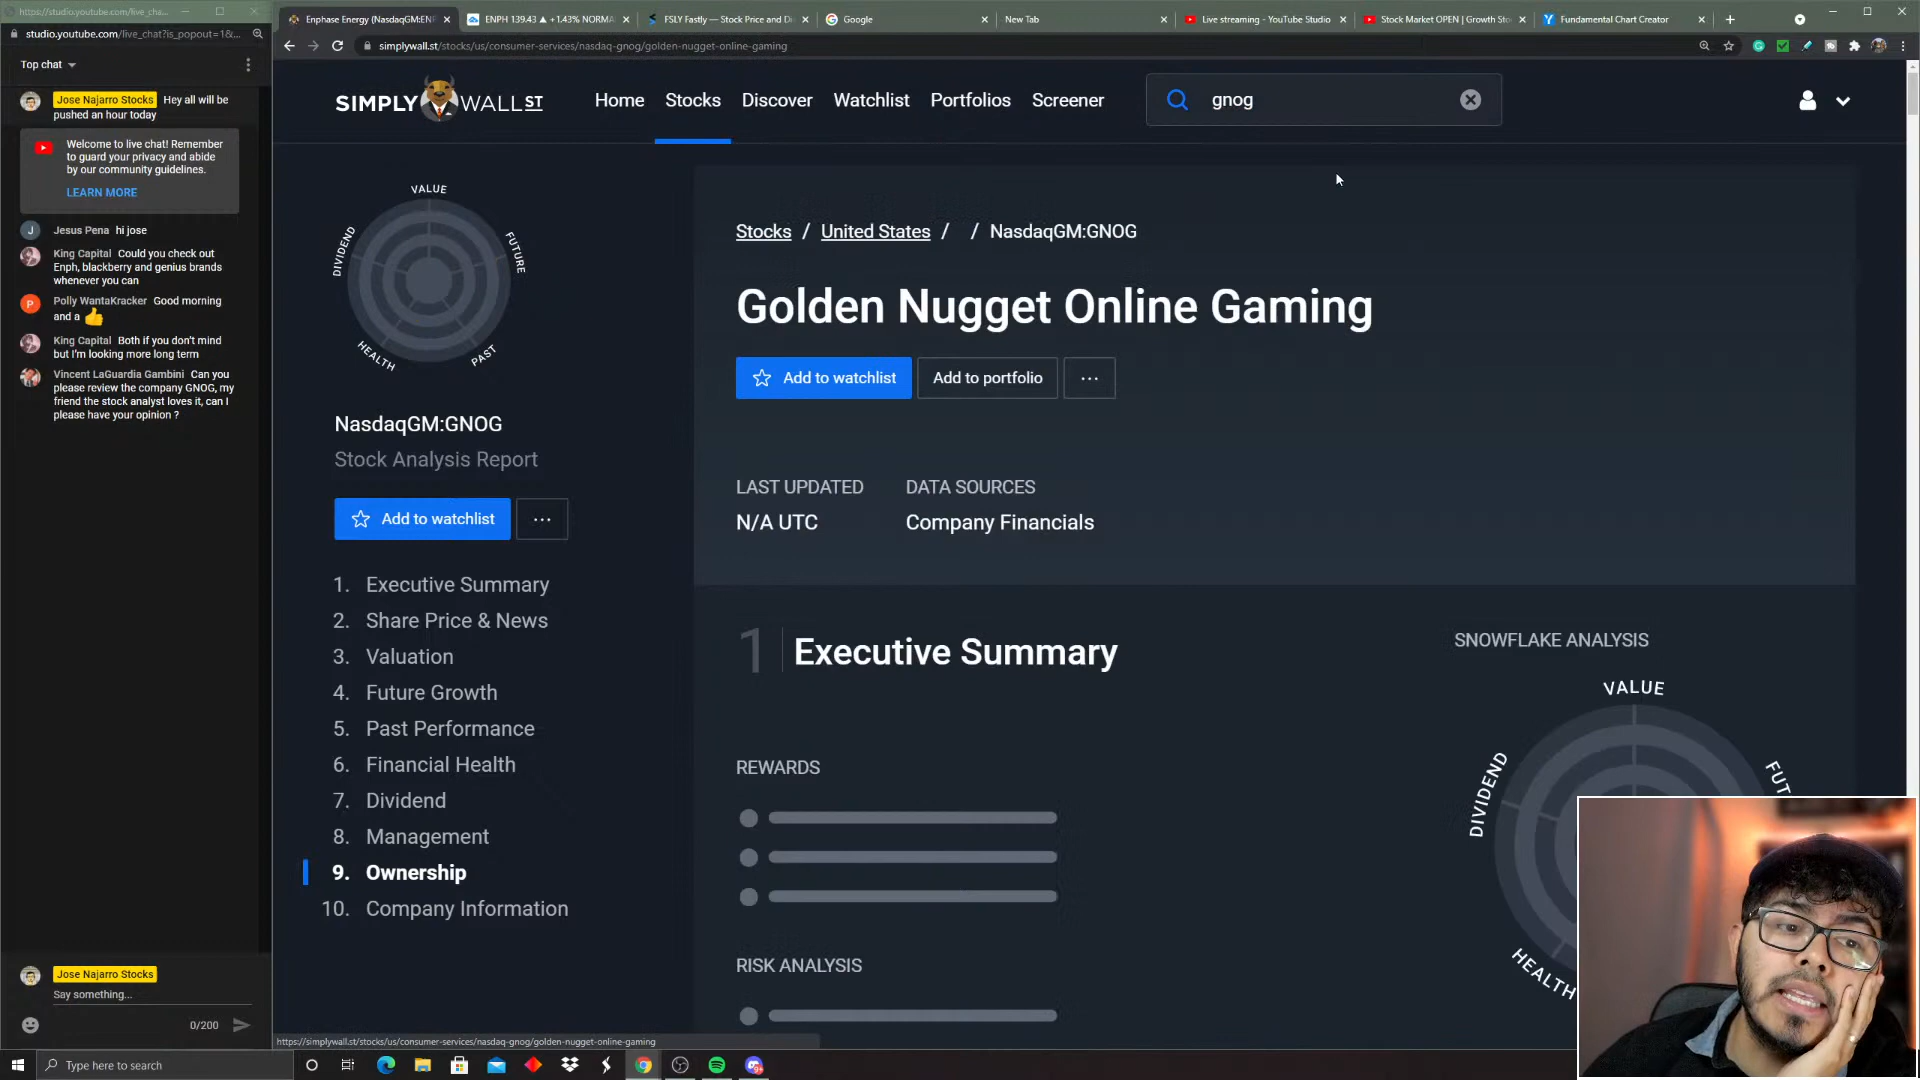 https://studio.youtube.com/live_cha...
studio.youtube.com/live_chat?is_popout=1&...
Top chat
Jose Najarro Stocks Hey all will be
pushed an hour today
Welcome to live chat! Remember
to guard your privacy and abide
by our community guidelines.
LEARN MORE
J
Jesus Pena hi jose
King Capital Could you check out
Enph, blackberry and genius brands
whenever you can
P
Polly WantaKracker Good morning
and a
King Capital Both if you don't mind
but I'm looking more long term
Vincent LaGuardia Gambini Can you
please review the company GNOG, my
friend the stock analyst loves it, can I
please have your opinion ?
Jose Najarro Stocks
Say something...
0/200
Enphase Energy (NasdaqGM:EN
ENPH 139.43 ▲ +1.43% NORMA
FSLY Fastly — Stock Price and Di
Google
New Tab
Live streaming - YouTube Studio
Stock Market OPEN | Growth Sto
Fundamental Chart Creator
simplywall.st/stocks/us/consumer-services/nasdaq-gnog/golden-nugget-online-gaming
SIMPLY WALL ST
Home
Stocks
Discover
Watchlist
Portfolios
Screener
gnog
VALUE
FUTURE
PAST
HEALTH
DIVIDEND
NasdaqGM:GNOG
Stock Analysis Report
Add to watchlist
...
1. Executive Summary
2. Share Price & News
3. Valuation
4. Future Growth
5. Past Performance
6. Financial Health
7. Dividend
8. Management
9. Ownership
10. Company Information
Stocks / United States / / NasdaqGM:GNOG
Golden Nugget Online Gaming
Add to watchlist
Add to portfolio
...
LAST UPDATED
DATA SOURCES
N/A UTC
Company Financials
1 Executive Summary
SNOWFLAKE ANALYSIS
VALUE
FUT
DIVIDEND
HEALTH
REWARDS
RISK ANALYSIS
https://simplywall.st/stocks/us/consumer-services/nasdaq-gnog/golden-nugget-online-gaming
Type here to search